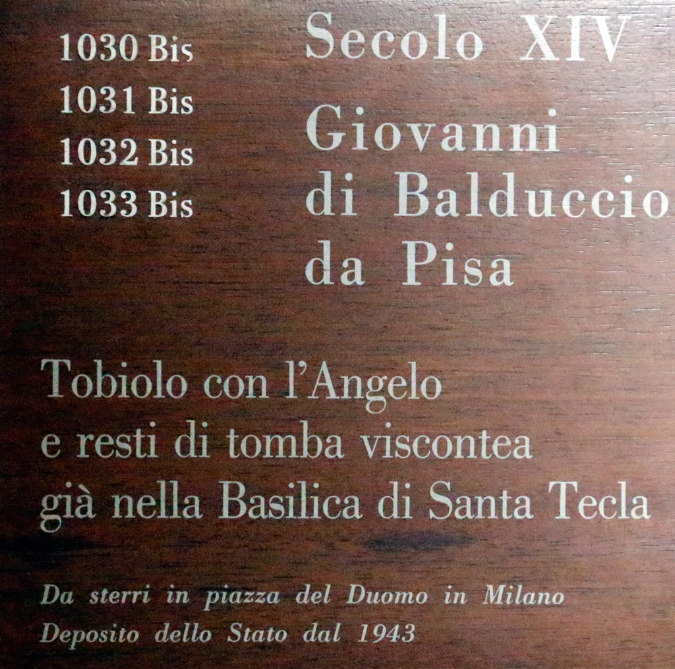 1030 Bis
1031 Bis
1032 Bis
1033 Bis
Secolo XIV
Giovanni
di Balduccio
da Pisa
Tobiolo con l'Angelo
e resti di tomba viscontea
già nella Basilica di Santa Tecla
Da sterri in piazza del Duomo in Milano
Deposito dello Stato dal 1943